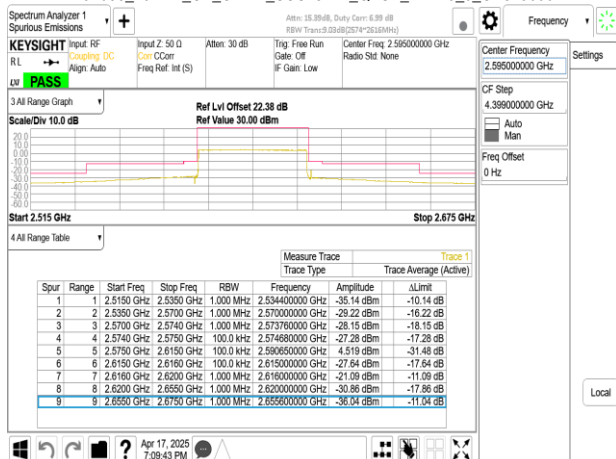 Spectrum Analyzer 1
Spurious Emissions
Attn: 15.39dB, Duty Corr: 6.99 dB
RBW Trans:9.03dB(2574~2616MHz)
Frequency
KEYSIGHT Input: RF Input Z: 50 Ω Atten: 30 dB Trig: Free Run Center Freq: 2.595000000 GHz
RL Coupling: DC Corr CCorr Gate: Off Radio Std: None
Align: Auto Freq Ref: Int (S) IF Gain: Low
LXI PASS
Center Frequency
2.595000000 GHz
Settings
CF Step
4.399000000 GHz
Auto
Man
Freq Offset
0 Hz
Local
3 All Range Graph
Ref Lvl Offset 22.38 dB
Scale/Div 10.0 dB Ref Value 30.00 dBm
20.0
10.0
0.00
-10.0
-20.0
-30.0
-40.0
-50.0
-60.0
Start 2.515 GHz Stop 2.675 GHz
4 All Range Table
Measure Trace Trace 1
Trace Type Trace Average (Active)
Spur Range Start Freq Stop Freq RBW Frequency Amplitude ΔLimit
1 1 2.5150 GHz 2.5350 GHz 1.000 MHz 2.534400000 GHz -35.14 dBm -10.14 dB
2 2 2.5350 GHz 2.5700 GHz 1.000 MHz 2.570000000 GHz -29.22 dBm -16.22 dB
3 3 2.5700 GHz 2.5740 GHz 1.000 MHz 2.573760000 GHz -28.15 dBm -18.15 dB
4 4 2.5740 GHz 2.5750 GHz 100.0 kHz 2.574680000 GHz -27.28 dBm -17.28 dB
5 5 2.5750 GHz 2.6150 GHz 100.0 kHz 2.590650000 GHz 4.519 dBm -31.48 dB
6 6 2.6150 GHz 2.6160 GHz 100.0 kHz 2.615000000 GHz -27.64 dBm -17.64 dB
7 7 2.6160 GHz 2.6200 GHz 1.000 MHz 2.616000000 GHz -21.09 dBm -11.09 dB
8 8 2.6200 GHz 2.6550 GHz 1.000 MHz 2.620000000 GHz -30.86 dBm -17.86 dB
9 9 2.6550 GHz 2.6750 GHz 1.000 MHz 2.655600000 GHz -36.04 dBm -11.04 dB
Apr 17, 2025
7:09:43 PM